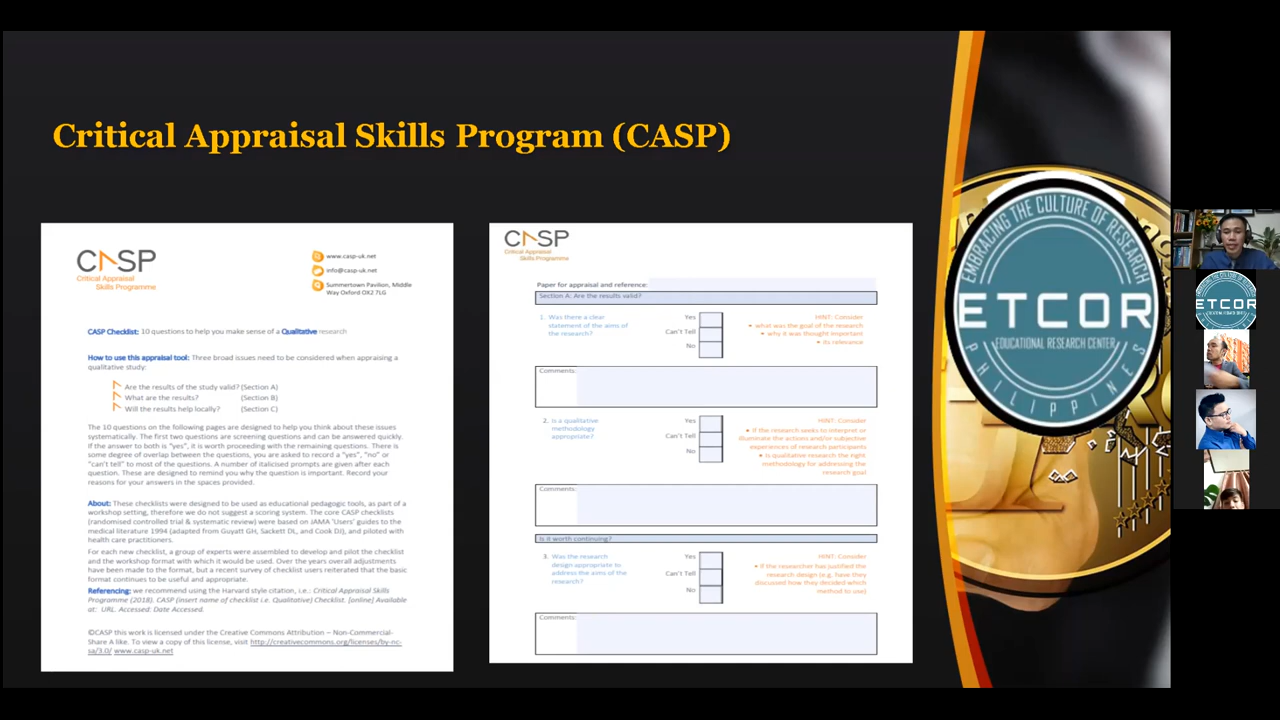 Critical Appraisal Skills Program (CASP)
CASP
Critical Appraisal
Skills Programme
www.casp-uk.net
info@casp-uk.net
Summertown Pavilion, Middle
Way Oxford OX2 7LG
CASP Checklist: 10 questions to help you make sense of a Qualitative research
How to use this appraisal tool: Three broad issues need to be considered when appraising a
qualitative study:
Are the results of the study valid? (Section A)
What are the results? (Section B)
Will the results help locally? (Section C)
The 10 questions on the following pages are designed to help you think about these issues
systematically. The first two questions are screening questions and can be answered quickly.
If the answer to both is "yes", it is worth proceeding with the remaining questions. There is
some degree of overlap between the questions, you are asked to record a "yes", "no" or
"can't tell" to most of the questions. A number of italicised prompts are given after each
question. These are designed to remind you why the question is important. Record your
reasons for your answers in the spaces provided.
About: These checklists were designed to be used as educational pedagogic tools, as part of a
workshop setting, therefore we do not suggest a scoring system. The core CASP checklists
(randomised controlled trial & systematic review) were based on JAMA 'Users' guides to the
medical literature 1994 (adapted from Guyatt GH, Sackett DL, and Cook DJ), and piloted with
health care practitioners.
For each new checklist, a group of experts were assembled to develop and pilot the checklist
and the workshop format with which it would be used. Over the years overall adjustments
have been made to the format, but a recent survey of checklist users reiterated that the basic
format continues to be useful and appropriate.
Referencing: we recommend using the Harvard style citation, i.e.: Critical Appraisal Skills
Programme (2018). CASP (insert name of checklist i.e. Qualitative) Checklist. [online] Available
at: URL. Accessed: Date Accessed.
©CASP this work is licensed under the Creative Commons Attribution – Non-Commercial-
Share A like. To view a copy of this license, visit http://creativecommons.org/licenses/by-nc-
sa/3.0/ www.casp-uk.net
CASP
Critical Appraisal
Skills Programme
Paper for appraisal and reference:
Section A: Are the results valid?
1. Was there a clear
statement of the aims of
the research?
Yes
Can't Tell
No
HINT: Consider
• what was the goal of the research
• why it was thought important
• its relevance
Comments:
2. Is a qualitative
methodology
appropriate?
Yes
Can't Tell
No
HINT: Consider
• If the research seeks to interpret or
illuminate the actions and/or subjective
experiences of research participants
• Is qualitative research the right
methodology for addressing the
research goal
Comments:
Is it worth continuing?
3. Was the research
design appropriate to
address the aims of the
research?
Yes
Can't Tell
No
HINT: Consider
• if the researcher has justified the
research design (e.g. have they
discussed how they decided which
method to use)
Comments:
EMBRACING THE CULTURE OF RESEARCH
ETCOR
EDUCATIONAL RESEARCH CENTER
PHILIPPINES
ETCOR